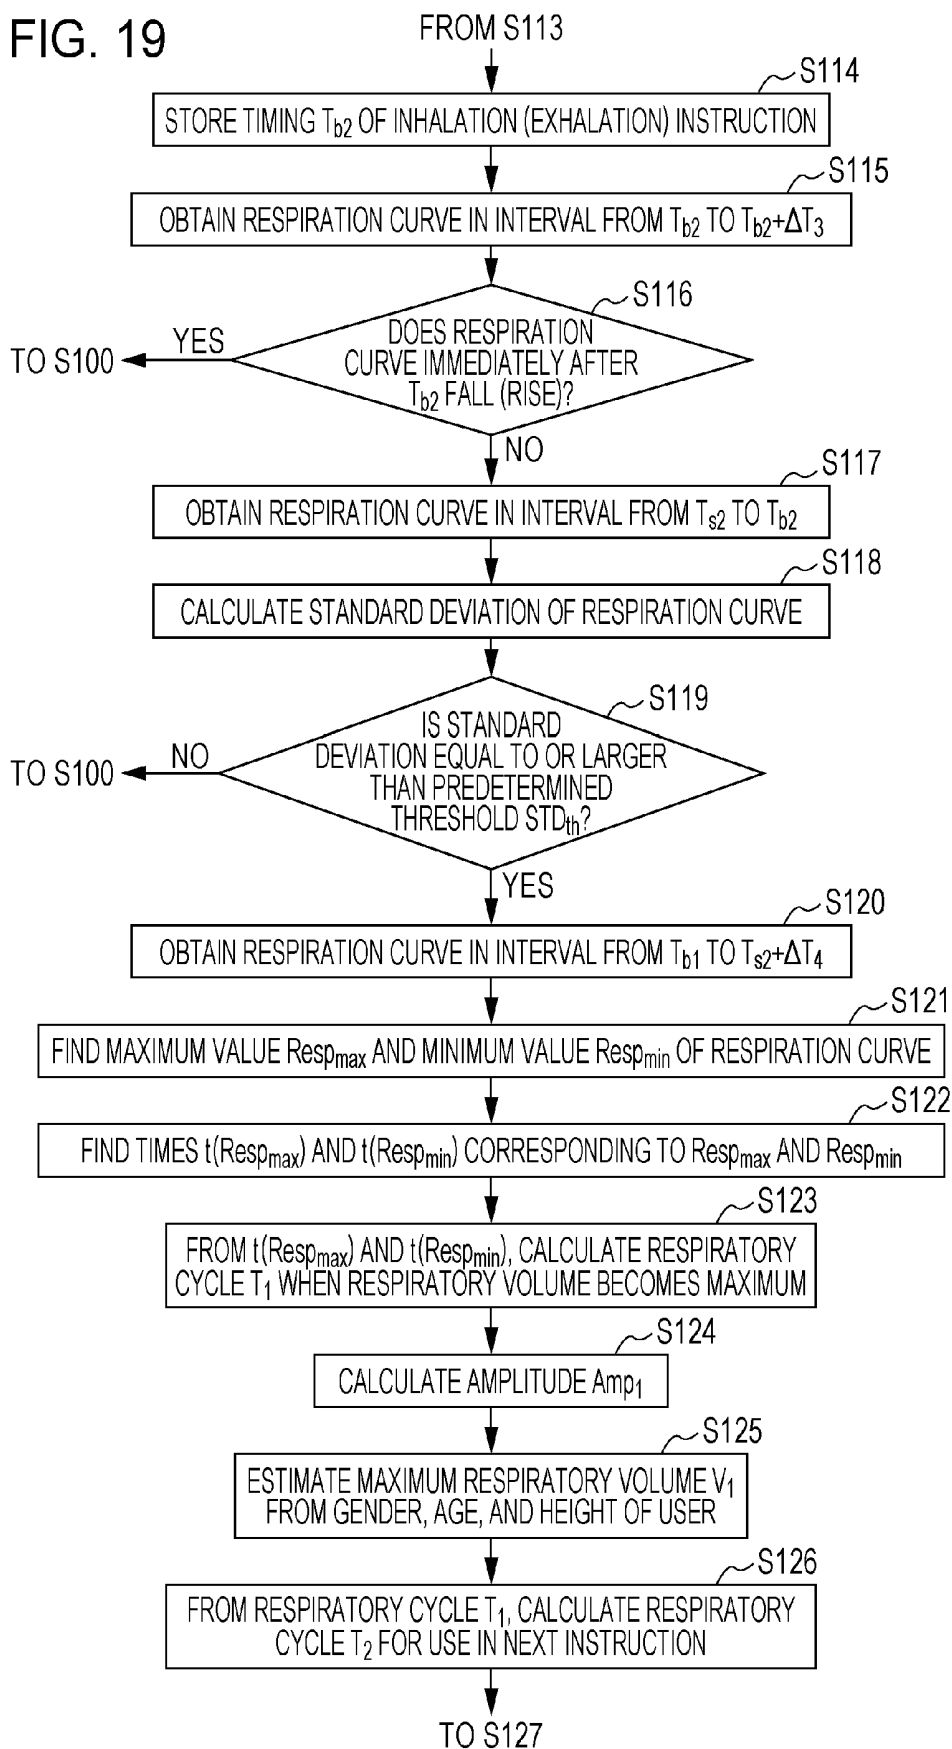 FIG. 19
FROM S113
S114
STORE TIMING Tb2 OF INHALATION (EXHALATION) INSTRUCTION
S115
OBTAIN RESPIRATION CURVE IN INTERVAL FROM Tb2 TO Tb2+ΔT3
S116
DOES RESPIRATION
CURVE IMMEDIATELY AFTER
Tb2 FALL (RISE)?
YES
TO S100
NO
S117
OBTAIN RESPIRATION CURVE IN INTERVAL FROM Ts2 TO Tb2
S118
CALCULATE STANDARD DEVIATION OF RESPIRATION CURVE
S119
IS STANDARD
DEVIATION EQUAL TO OR LARGER
THAN PREDETERMINED
THRESHOLD STDth?
NO
TO S100
YES
S120
OBTAIN RESPIRATION CURVE IN INTERVAL FROM Tb1 TO Ts2+ΔT4
S121
FIND MAXIMUM VALUE Respmax AND MINIMUM VALUE Respmin OF RESPIRATION CURVE
S122
FIND TIMES t(Respmax) AND t(Respmin) CORRESPONDING TO Respmax AND Respmin
S123
FROM t(Respmax) AND t(Respmin), CALCULATE RESPIRATORY
CYCLE T1 WHEN RESPIRATORY VOLUME BECOMES MAXIMUM
S124
CALCULATE AMPLITUDE Amp1
S125
ESTIMATE MAXIMUM RESPIRATORY VOLUME V1
FROM GENDER, AGE, AND HEIGHT OF USER
S126
FROM RESPIRATORY CYCLE T1, CALCULATE RESPIRATORY
CYCLE T2 FOR USE IN NEXT INSTRUCTION
TO S127